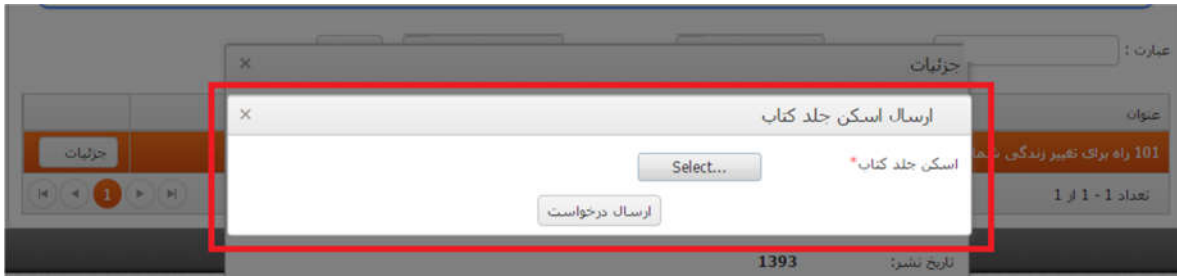 عبارت :
جزئیات
عنوان
ارسال اسکن جلد کتاب
101 راه برای تغییر زندگی شما
جزئیات
اسکن جلد کتاب*
Select...
تعداد 1 - 1 از 1
1
ارسال درخواست
تاریخ نشر:
1393